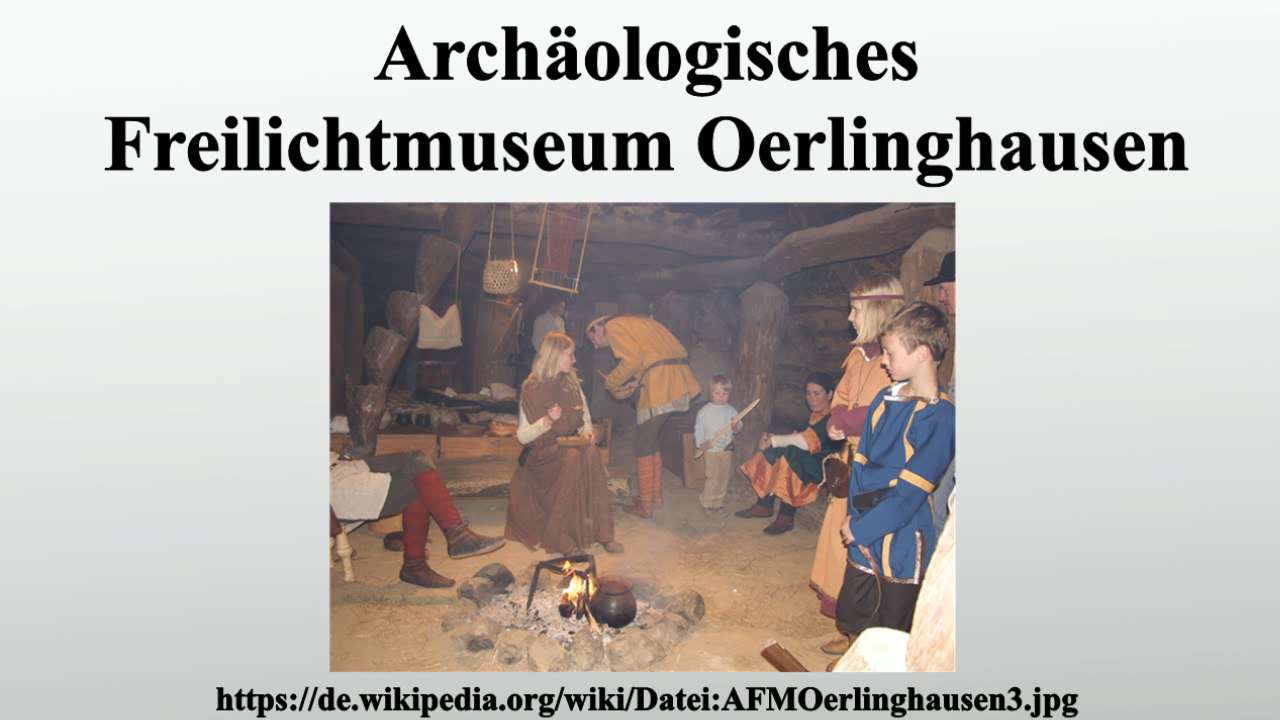 Archäologisches
Freilichtmuseum Oerlinghausen
https://de.wikipedia.org/wiki/Datei:AFMOerlinghausen3.jpg